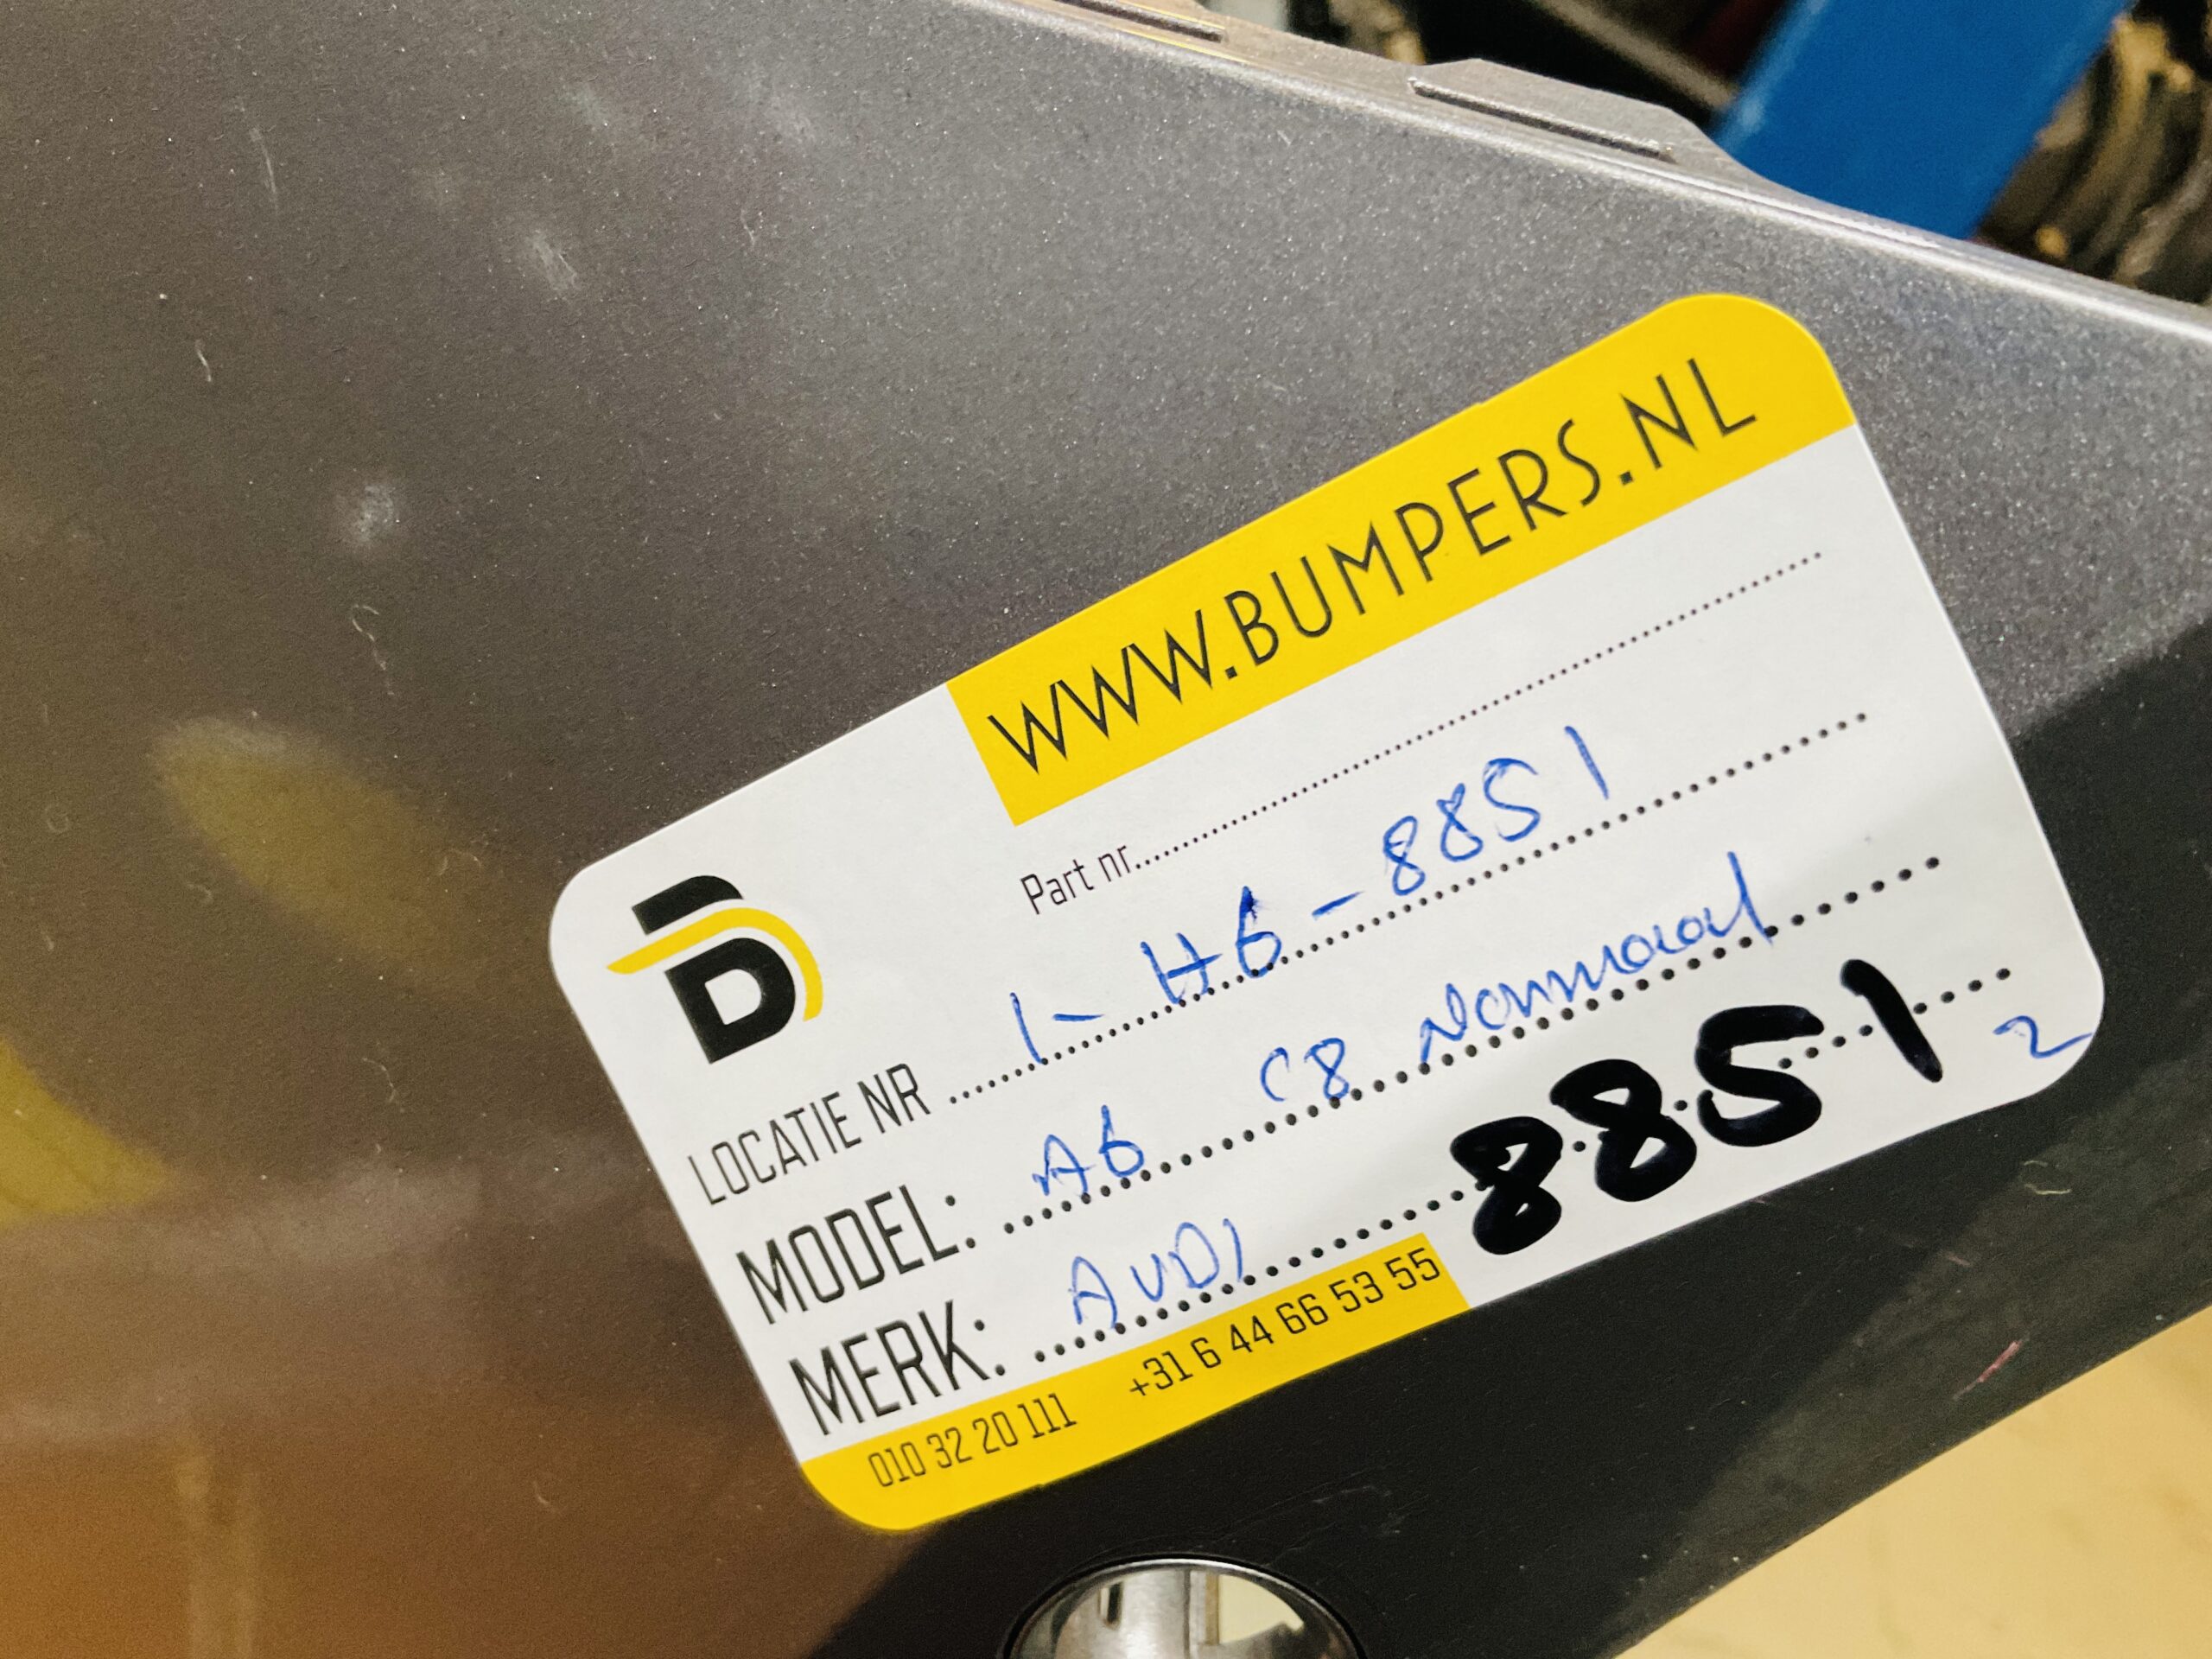 WWW.BUMPERS.NL
Part nr.
LOCATIE NR 1-H6-8851
MODEL: A6 C8 Normaal
MERK: AUDI 8851 2
010 32 20 111 +31 6 44 66 53 55